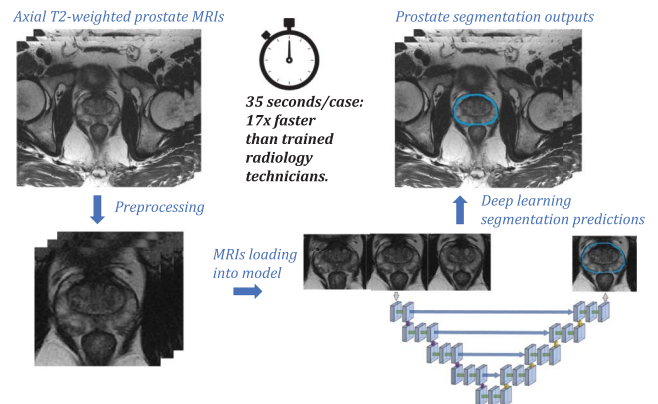 Axial T2-weighted prostate MRIs
Prostate segmentation outputs
35 seconds/case:
17x faster
than trained
radiology
technicians.
Preprocessing
Deep learning
segmentation predictions
MRIs loading
into model